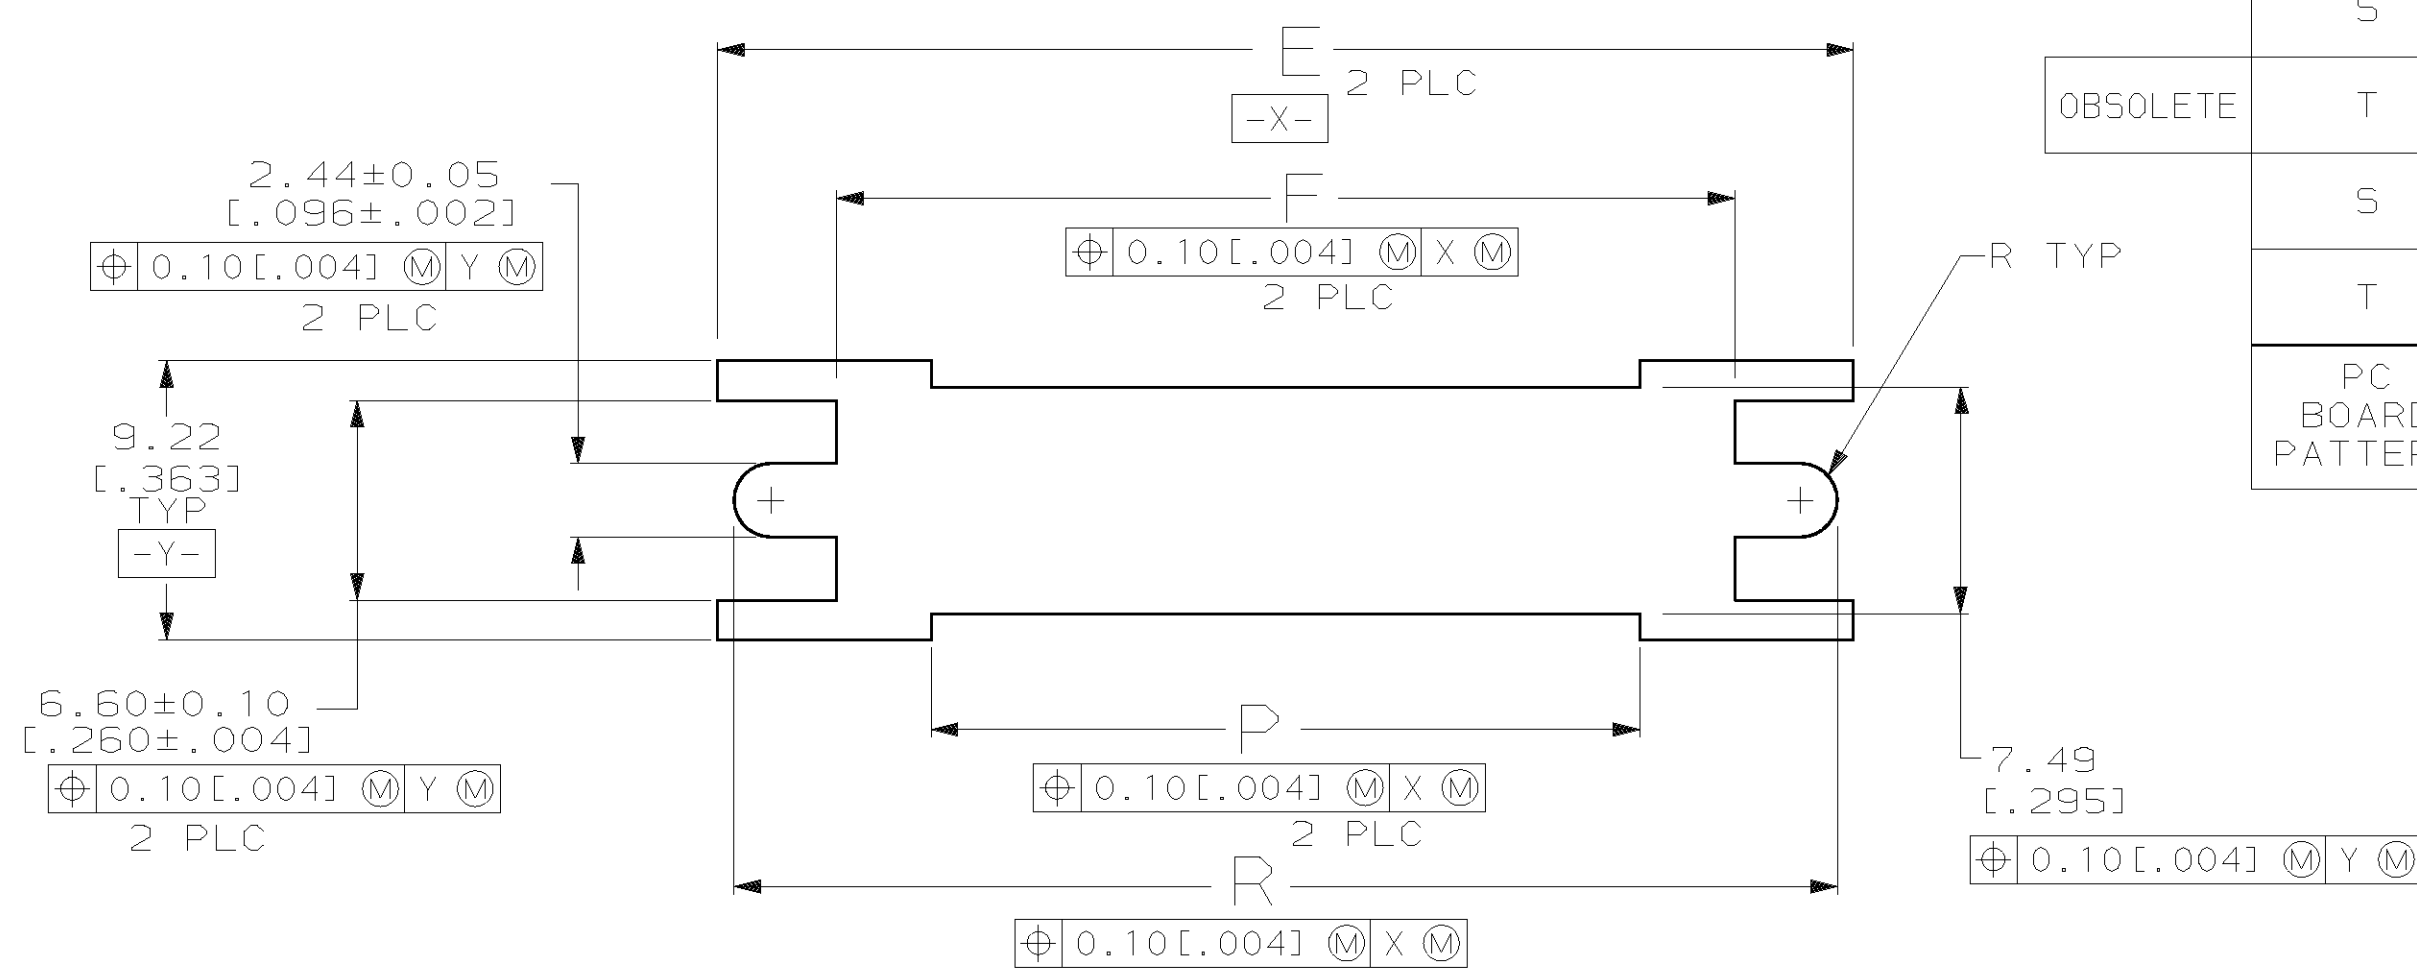 E
2 PLC
-X-
2.44±0.05
[.096±.002]
0.10[.004] Ⓜ Y Ⓜ
2 PLC
F
0.10[.004] Ⓜ X Ⓜ
2 PLC
R TYP
9.22
[.363]
TYP
-Y-
6.60±0.10
[.260±.004]
0.10[.004] Ⓜ Y Ⓜ
2 PLC
P
0.10[.004] Ⓜ X Ⓜ
2 PLC
R
0.10[.004] Ⓜ X Ⓜ
7.49
[.295]
0.10[.004] Ⓜ Y Ⓜ
S
OBSOLETE T
S
T
PC
BOARD